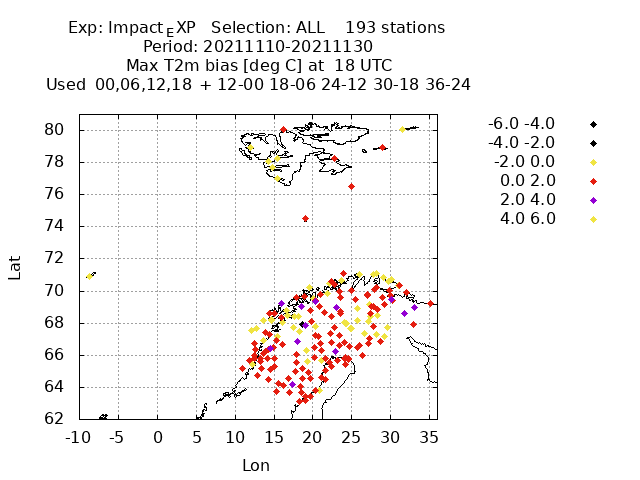 Exp: Impact_EXP   Selection: ALL    193 stations
Period: 20211110-20211130
Max T2m bias [deg C] at  18 UTC
Used  00,06,12,18  + 12-00 18-06 24-12 30-18 36-24
-6.0 -4.0
-4.0 -2.0
-2.0 0.0
0.0 2.0
2.0 4.0
4.0 6.0
80
78
76
74
72
70
68
66
64
62
Lat
-10 -5 0 5 10 15 20 25 30 35
Lon